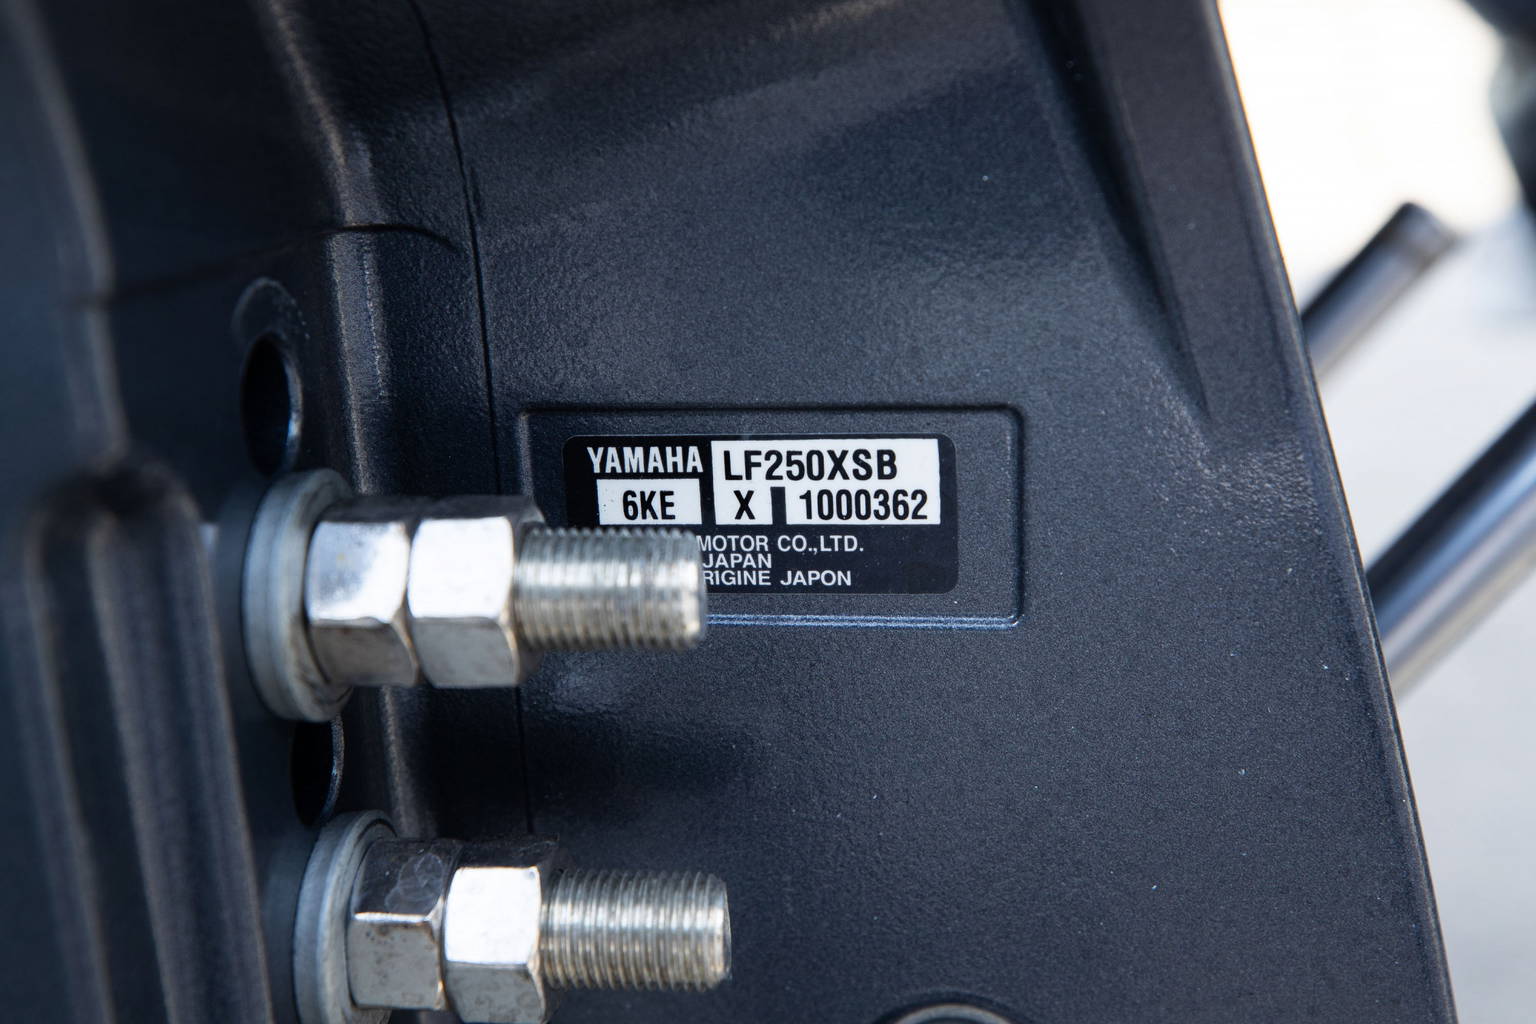 YAMAHA LF250XSB
6KE X 1000362
MOTOR CO.,LTD.
JAPAN
JAPON